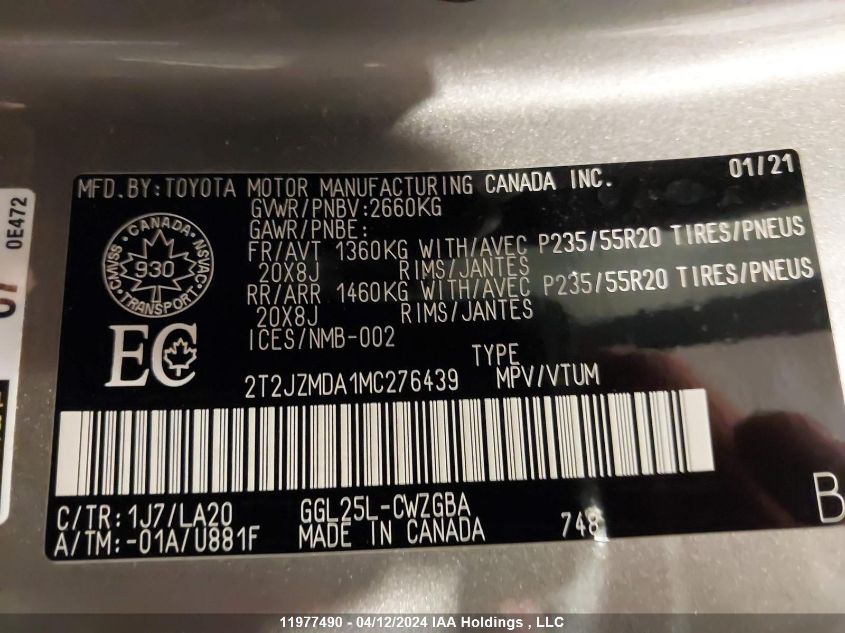 MFD.BY:TOYOTA MOTOR MANUFACTURING CANADA INC. 01/21
GVWR/PNBV:2660KG
GAWR/PNBE:
FR/AVT 1360KG WITH/AVEC P235/55R20 TIRES/PNEUS
20X8J RIMS/JANTES
RR/ARR 1460KG WITH/AVEC P235/55R20 TIRES/PNEUS
20X8J RIMS/JANTES
ICES/NMB-002
CANADA
CMVSS NSVAC
930
TRANSPORT
EC
TYPE
2T2JZMDA1MC276439 MPV/VTUM
C/TR:1J7/LA20 GGL25L-CWZGBA
A/TM:-01A/U881F MADE IN CANADA 748
B
0E472
11977490 - 04/12/2024 IAA Holdings , LLC